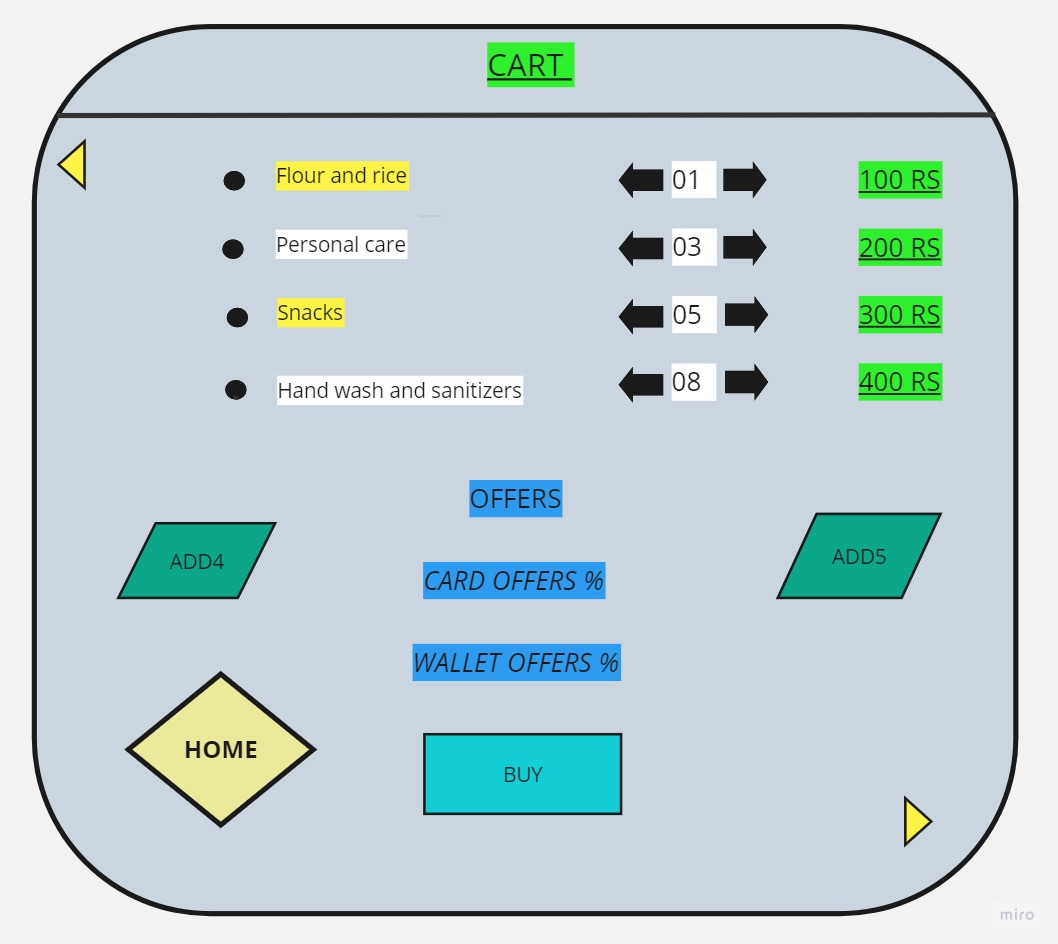 CART
Flour and rice 01 100 RS
Personal care 03 200 RS
Snacks 05 300 RS
Hand wash and sanitizers 08 400 RS
OFFERS
ADD4
ADD5
CARD OFFERS %
WALLET OFFERS %
HOME
BUY
miro